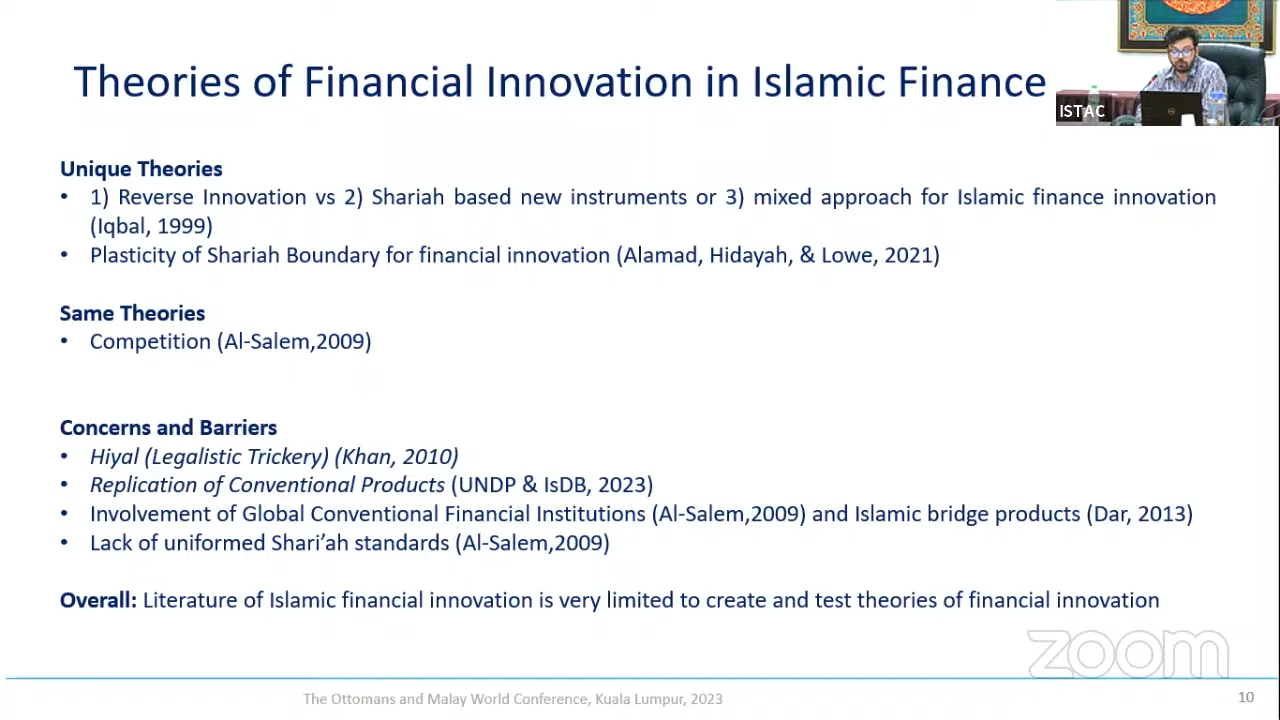 Theories of Financial Innovation in Islamic Finance
ISTAC
Unique Theories
• 1) Reverse Innovation vs 2) Shariah based new instruments or 3) mixed approach for Islamic finance innovation
(Iqbal, 1999)
• Plasticity of Shariah Boundary for financial innovation (Alamad, Hidayah, & Lowe, 2021)
Same Theories
• Competition (Al-Salem,2009)
Concerns and Barriers
• Hiyal (Legalistic Trickery) (Khan, 2010)
• Replication of Conventional Products (UNDP & IsDB, 2023)
• Involvement of Global Conventional Financial Institutions (Al-Salem,2009) and Islamic bridge products (Dar, 2013)
• Lack of uniformed Shari’ah standards (Al-Salem,2009)
Overall: Literature of Islamic financial innovation is very limited to create and test theories of financial innovation
zoom
The Ottomans and Malay World Conference, Kuala Lumpur, 2023
10